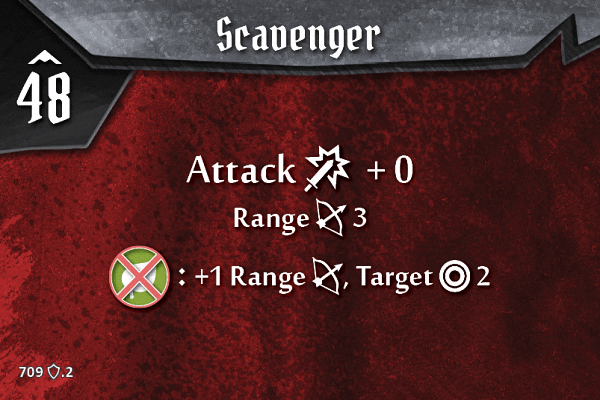 Scavenger
48
Attack + 0
Range 3
: +1 Range , Target 2
709 .2